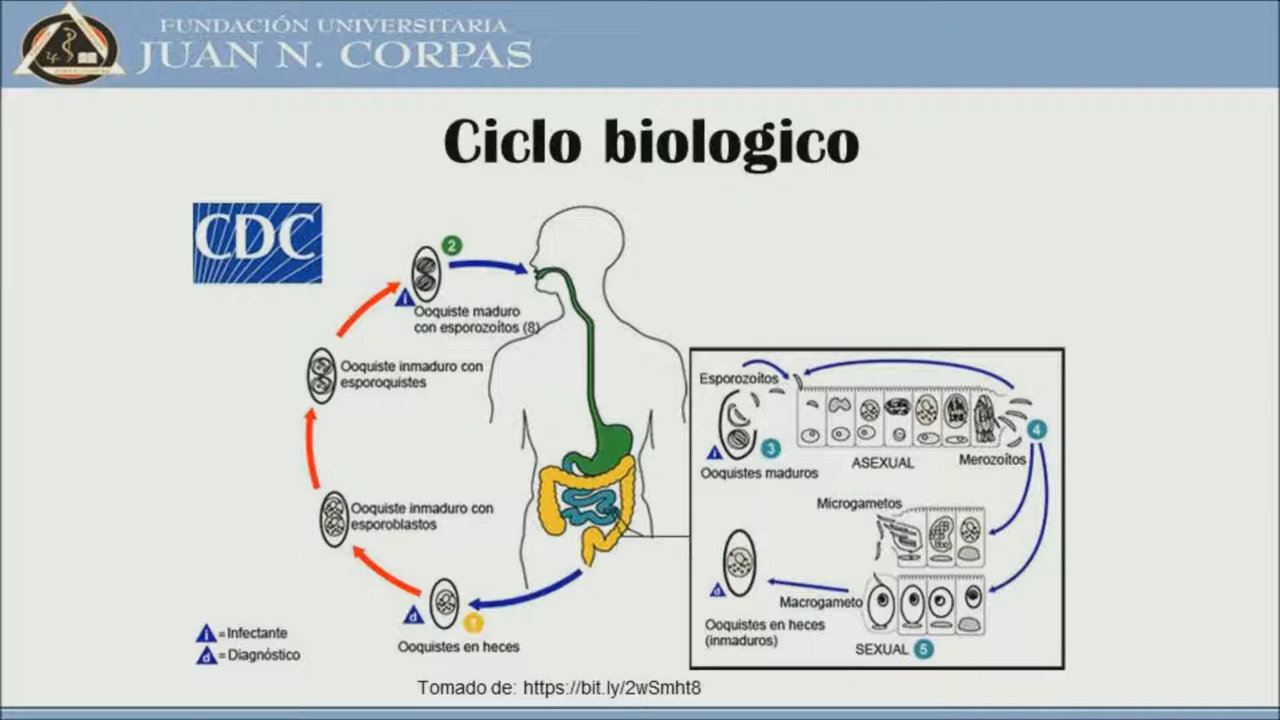 FUNDACIÓN UNIVERSITARIA
JUAN N. CORPAS
Ciclo biologico
CDC
2
i
Ooquiste maduro
con esporozoítos (8)
Ooquiste inmaduro con
esporoquistes
Ooquiste inmaduro con
esporoblastos
d
1
Ooquistes en heces
i = Infectante
d = Diagnóstico
Esporozoítos
i
3
Ooquistes maduros
ASEXUAL
Merozoítos
4
Microgametos
d
Macrogameto
Ooquistes en heces
(inmaduros)
SEXUAL 5
Tomado de: https://bit.ly/2wSmht8